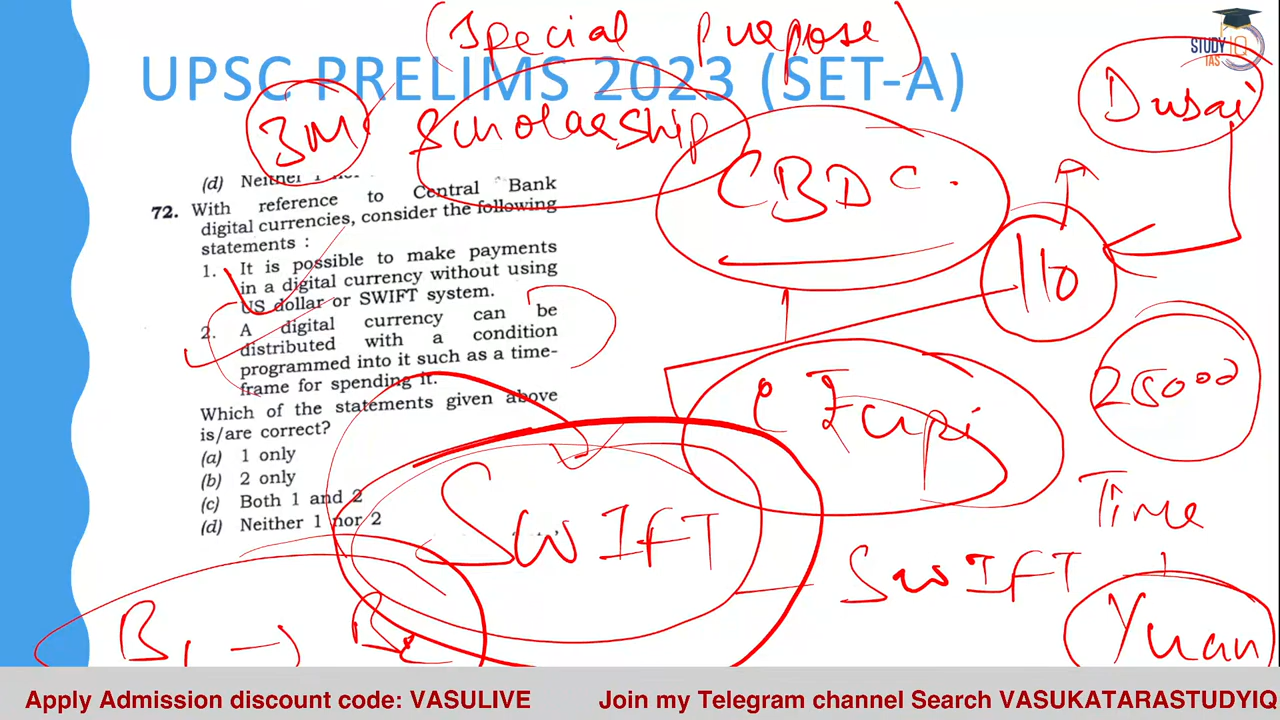 (Special purpose)
STUDY IQ
IAS
UPSC PRELIMS 2023 (SET-A)
Dubai
3M
Scholarship
CBDC.
(d) Neither 1 nor
72. With reference to Central Bank
digital currencies, consider the following
statements :
1. It is possible to make payments
in a digital currency without using
US dollar or SWIFT system.
2. A digital currency can be
distributed with a condition
programmed into it such as a time-
frame for spending it.
Which of the statements given above
is/are correct?
(a) 1 only
(b) 2 only
(c) Both 1 and 2
(d) Neither 1 nor 2
110
25000
e ₹upi
Time
SWIFT
SWIFT
Yuan
Apply Admission discount code: VASULIVE
Join my Telegram channel Search VASUKATARASTUDYIQ